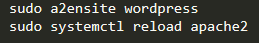 sudo a2ensite wordpress
sudo systemctl reload apache2